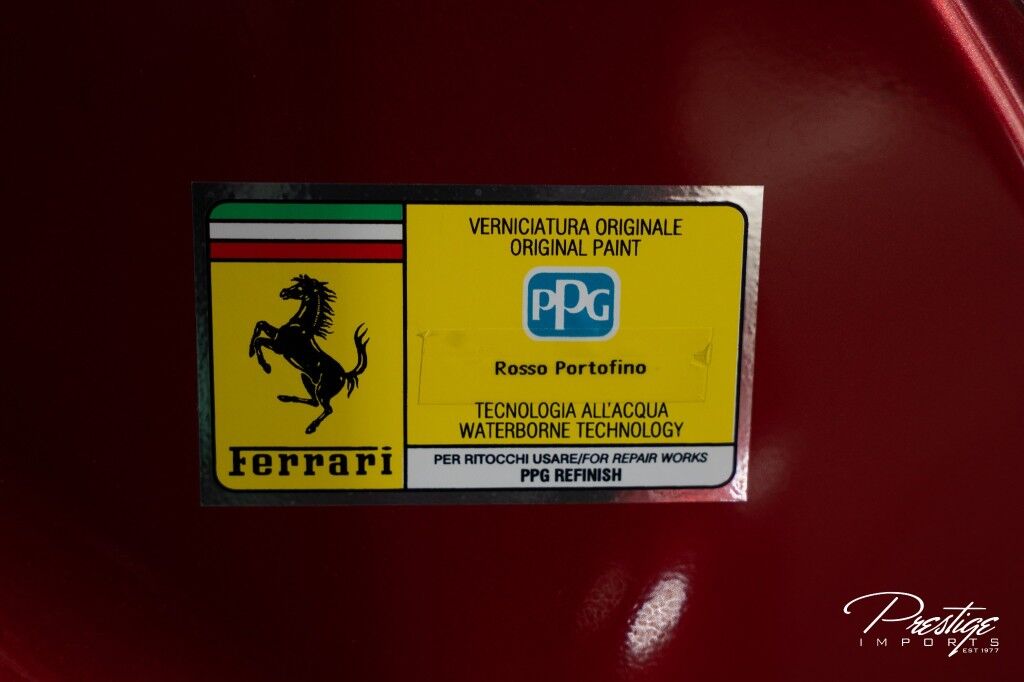 VERNICIATURA ORIGINALE
ORIGINAL PAINT
PPG
Rosso Portofino
TECNOLOGIA ALL'ACQUA
WATERBORNE TECHNOLOGY
Ferrari
PER RITOCCHI USARE/FOR REPAIR WORKS
PPG REFINISH
Prestige
IMPORTS
EST 1977